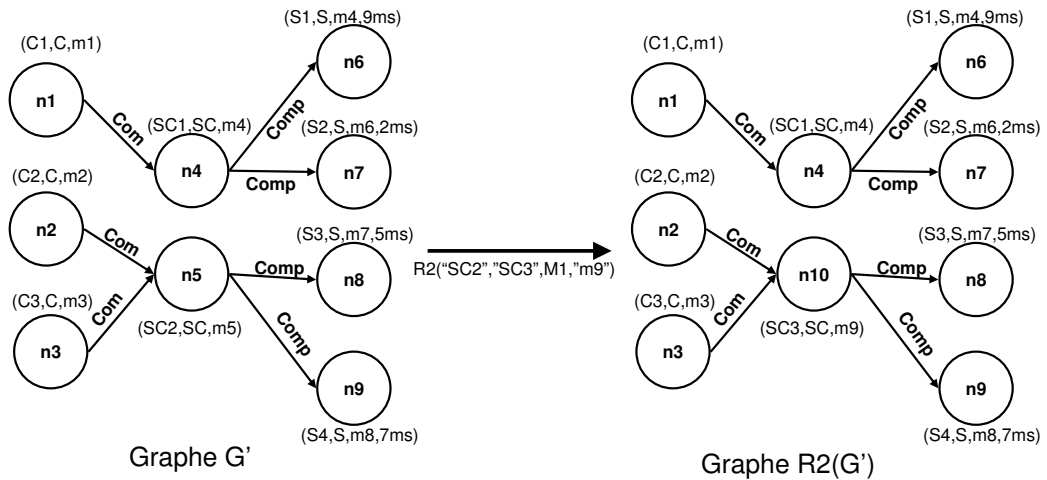 (S1,S,m4,9ms)
(C1,C,m1)
n6
n1
Com
Comp
(SC1,SC,m4)
(S2,S,m6,2ms)
n4
Comp
n7
(C2,C,m2)
n2
Com
(S3,S,m7,5ms)
n5
Comp
n8
(C3,C,m3)
Com
(SC2,SC,m5)
n3
Comp
n9
(S4,S,m8,7ms)
Graphe G’
R2(“SC2”,”SC3”,M1,”m9”)
(S1,S,m4,9ms)
(C1,C,m1)
n6
n1
Com
Comp
(SC1,SC,m4)
(S2,S,m6,2ms)
n4
Comp
n7
(C2,C,m2)
n2
Com
(S3,S,m7,5ms)
n10
Comp
n8
(C3,C,m3)
Com
(SC3,SC,m9)
n3
Comp
n9
(S4,S,m8,7ms)
Graphe R2(G’)